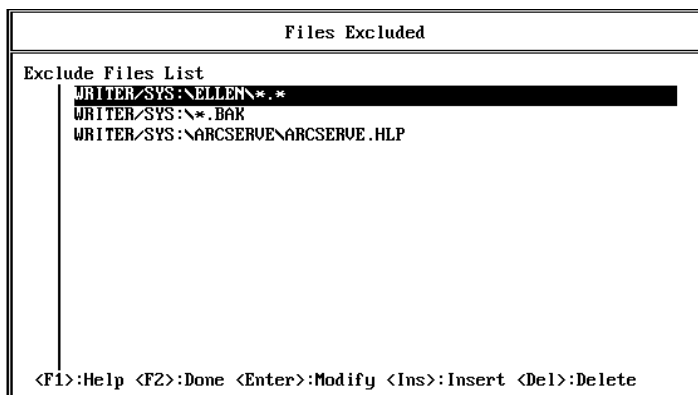 Files Excluded
Exclude Files List
WRITER/SYS:\ELLEN\*.*
WRITER/SYS:\*.BAK
WRITER/SYS:\ARCSERVE\ARCSERVE.HLP
<F1>:Help <F2>:Done <Enter>:Modify <Ins>:Insert <Del>:Delete